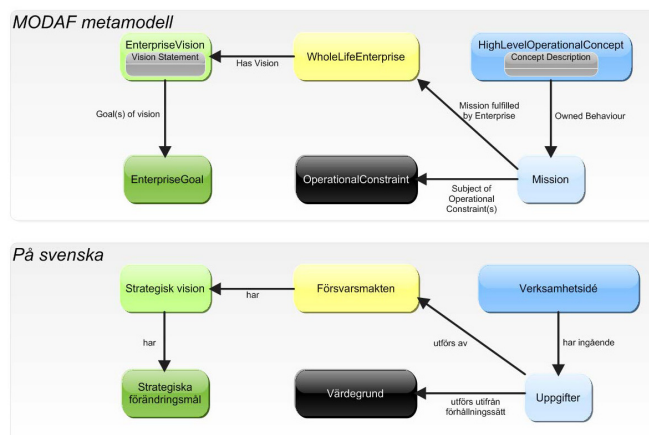 MODAF metamodell
EnterpriseVision
Vision Statement
Has Vision
WholeLifeEnterprise
HighLevelOperationalConcept
Concept Description
Goal(s) of vision
Mission fulfilled
by Enterprise
Owned Behaviour
EnterpriseGoal
OperationalConstraint
Subject of
Operational
Constraint(s)
Mission
På svenska
Strategisk vision
har
Försvarsmakten
Verksamhetsidé
har
utförs av
har ingående
Strategiska
förändringsmål
Värdegrund
utförs utifrån
förhållningssätt
Uppgifter